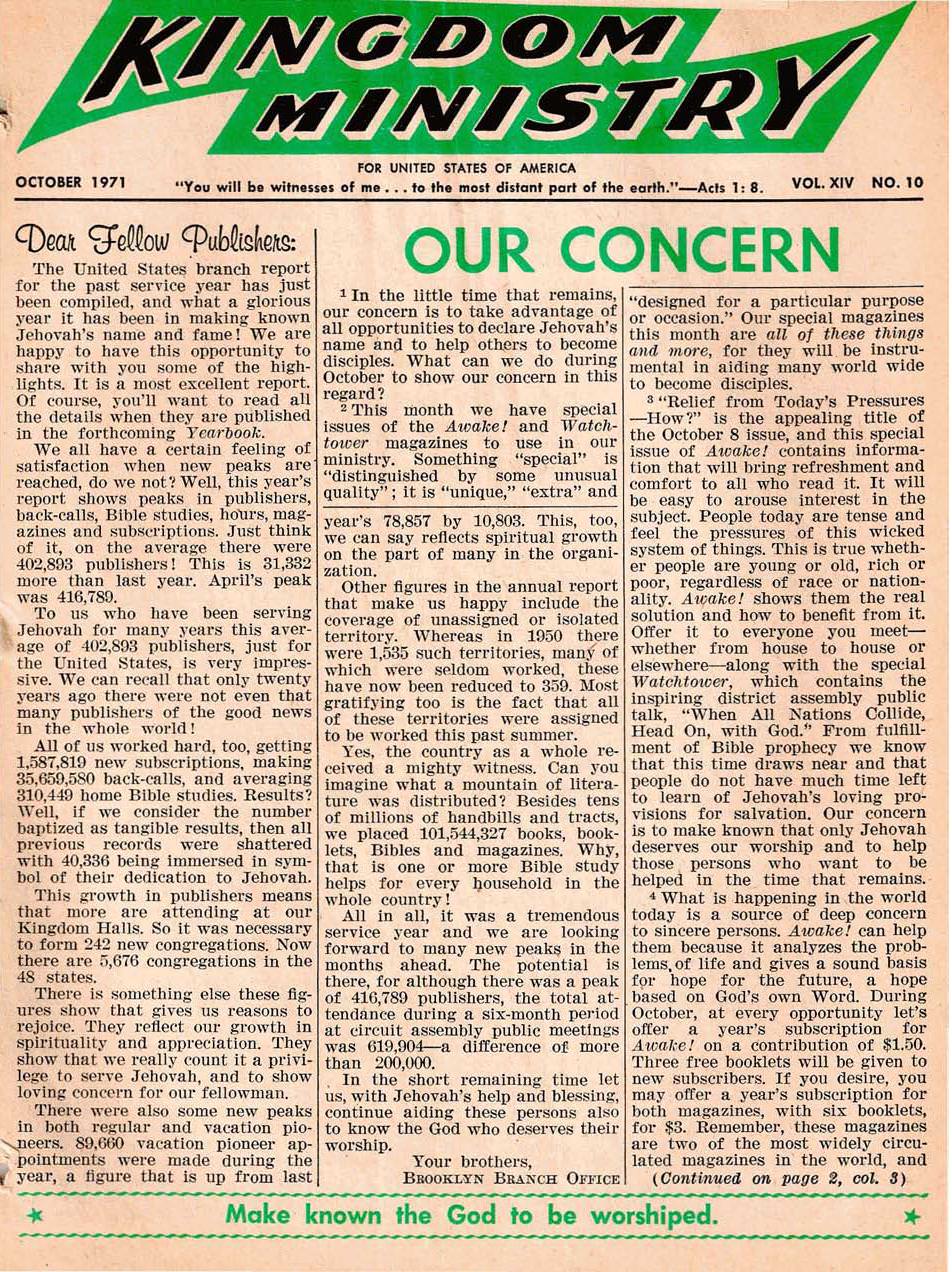 KINGDOM
MINISTRY
FOR UNITED STATES OF AMERICA
OCTOBER 1971 "You will be witnesses of me . . . to the most distant part of the earth."—Acts 1: 8. VOL. XIV NO. 10
Dear Fellow Publishers:
The United States branch report
for the past service year has just
been compiled, and what a glorious
year it has been in making known
Jehovah's name and fame! We are
happy to have this opportunity to
share with you some of the high-
lights. It is a most excellent report.
Of course, you'll want to read all
the details when they are published
in the forthcoming Yearbook.
We all have a certain feeling of
satisfaction when new peaks are
reached, do we not? Well, this year's
report shows peaks in publishers,
back-calls, Bible studies, hours, mag-
azines and subscriptions. Just think
of it, on the average there were
402,893 publishers! This is 31,332
more than last year. April's peak
was 416,789.
To us who have been serving
Jehovah for many years this aver-
age of 402,893 publishers, just for
the United States, is very impres-
sive. We can recall that only twenty
years ago there were not even that
many publishers of the good news
in the whole world!
All of us worked hard, too, getting
1,587,819 new subscriptions, making
35,659,580 back-calls, and averaging
310,449 home Bible studies. Results?
Well, if we consider the number
baptized as tangible results, then all
previous records were shattered
with 40,336 being immersed in sym-
bol of their dedication to Jehovah.
This growth in publishers means
that more are attending at our
Kingdom Halls. So it was necessary
to form 242 new congregations. Now
there are 5,676 congregations in the
48 states.
There is something else these fig-
ures show that gives us reasons to
rejoice. They reflect our growth in
spirituality and appreciation. They
show that we really count it a privi-
lege to serve Jehovah, and to show
loving concern for our fellowman.
There were also some new peaks
in both regular and vacation pio-
neers. 89,660 vacation pioneer ap-
pointments were made during the
year, a figure that is up from last
year's 78,857 by 10,803. This, too,
we can say reflects spiritual growth
on the part of many in the organi-
zation.
Other figures in the annual report
that make us happy include the
coverage of unassigned or isolated
territory. Whereas in 1950 there
were 1,535 such territories, many of
which were seldom worked, these
have now been reduced to 359. Most
gratifying too is the fact that all
of these territories were assigned
to be worked this past summer.
Yes, the country as a whole re-
ceived a mighty witness. Can you
imagine what a mountain of litera-
ture was distributed? Besides tens
of millions of handbills and tracts,
we placed 101,544,327 books, book-
lets, Bibles and magazines. Why,
that is one or more Bible study
helps for every household in the
whole country!
All in all, it was a tremendous
service year and we are looking
forward to many new peaks in the
months ahead. The potential is
there, for although there was a peak
of 416,789 publishers, the total at-
tendance during a six-month period
at circuit assembly public meetings
was 619,904—a difference of more
than 200,000.
In the short remaining time let
us, with Jehovah's help and blessing,
continue aiding these persons also
to know the God who deserves their
worship.
Your brothers,
BROOKLYN BRANCH OFFICE
OUR CONCERN
1 In the little time that remains,
our concern is to take advantage of
all opportunities to declare Jehovah's
name and to help others to become
disciples. What can we do during
October to show our concern in this
regard?
2 This month we have special
issues of the Awake! and Watch-
tower magazines to use in our
ministry. Something "special" is
"distinguished by some unusual
quality"; it is "unique," "extra" and
"designed for a particular purpose
or occasion." Our special magazines
this month are all of these things
and more, for they will be instru-
mental in aiding many world wide
to become disciples.
3 "Relief from Today's Pressures
—How?" is the appealing title of
the October 8 issue, and this special
issue of Awake! contains informa-
tion that will bring refreshment and
comfort to all who read it. It will
be easy to arouse interest in the
subject. People today are tense and
feel the pressures of this wicked
system of things. This is true wheth-
er people are young or old, rich or
poor, regardless of race or nation-
ality. Awake! shows them the real
solution and how to benefit from it.
Offer it to everyone you meet—
whether from house to house or
elsewhere—along with the special
Watchtower, which contains the
inspiring district assembly public
talk, "When All Nations Collide,
Head On, with God." From fulfill-
ment of Bible prophecy we know
that this time draws near and that
people do not have much time left
to learn of Jehovah's loving pro-
visions for salvation. Our concern
is to make known that only Jehovah
deserves our worship and to help
those persons who want to be
helped in the time that remains.
4 What is happening in the world
today is a source of deep concern
to sincere persons. Awake! can help
them because it analyzes the prob-
lems of life and gives a sound basis
for hope for the future, a hope
based on God's own Word. During
October, at every opportunity let's
offer a year's subscription for
Awake! on a contribution of $1.50.
Three free booklets will be given to
new subscribers. If you desire, you
may offer a year's subscription for
both magazines, with six booklets,
for $3. Remember, these magazines
are two of the most widely circu-
lated magazines in the world, and
(Continued on page 2, col. 3)
Make known the God to be worshiped.